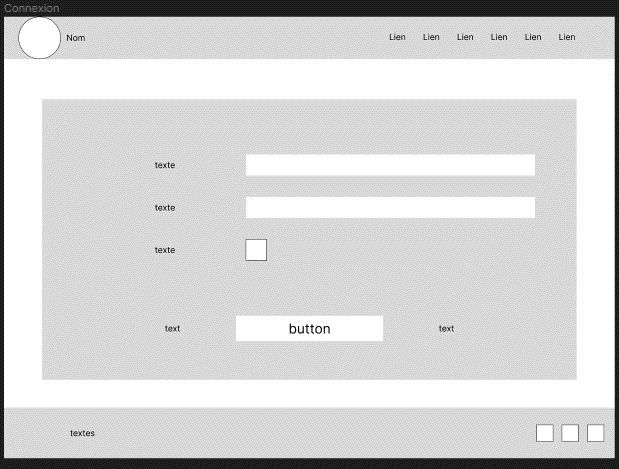 Connexion
Nom Lien Lien Lien Lien Lien Lien
texte
texte
texte
text button text
textes